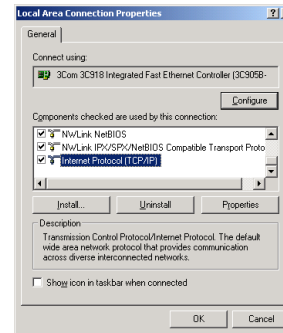 Local Area Connection Properties
General
Connect using:
3Com 3C918 Integrated Fast Ethernet Controller (3C905B-
Configure
Components checked are used by this connection:
NWLink NetBIOS
NWLink IPX/SPX/NetBIOS Compatible Transport Proto
Internet Protocol (TCP/IP)
Install... Uninstall Properties
Description
Transmission Control Protocol/Internet Protocol. The default
wide area network protocol that provides communication
across diverse interconnected networks.
Show icon in taskbar when connected
OK Cancel